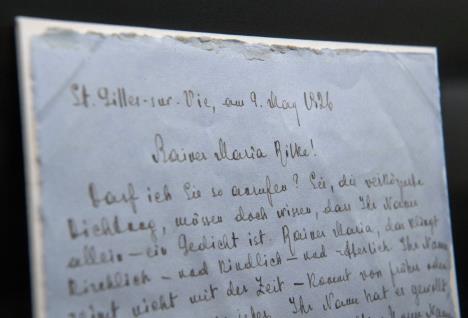 St. Gilles-sur-Vie, am 9. May 1926
Rainer Maria Rilke!
Darf ich Sie so anrufen? Sie, die verkörperte
Dichtung, müssen doch wissen, dass Ihr Name
allein – ein Gedicht ist. Rainer Maria, das klingt
kirchlich – und kindlich – und ritterlich. Ihr Name
reimt nicht mit der Zeit – kommt von früher oder
Ihr Name hat es gewollt